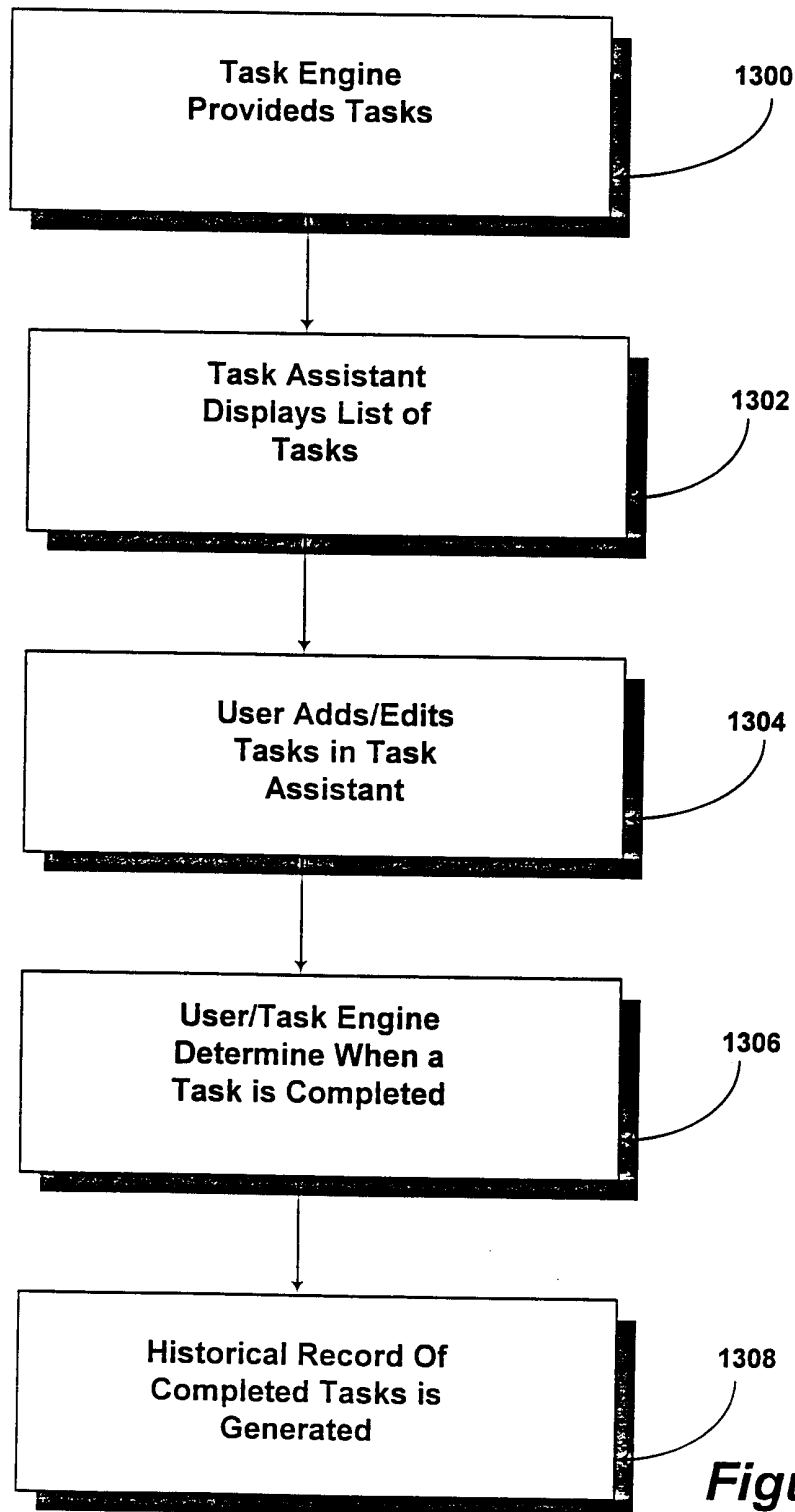 Task Engine
Provideds Tasks
1300
Task Assistant
Displays List of
Tasks
1302
User Adds/Edits
Tasks in Task
Assistant
1304
User/Task Engine
Determine When a
Task is Completed
1306
Historical Record Of
Completed Tasks is
Generated
1308
Figu